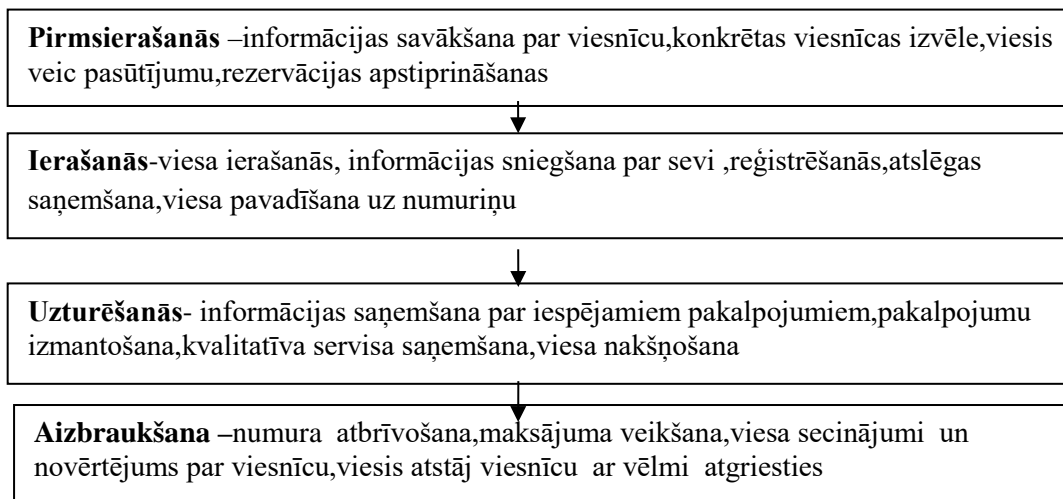 Pirmsierašanās –informācijas savākšana par viesnīcu,konkrētas viesnīcas izvēle,viesis
veic pasūtījumu,rezervācijas apstiprināšanas
Ierašanās-viesa ierašanās, informācijas sniegšana par sevi ,reģistrēšanās,atslēgas
saņemšana,viesa pavadīšana uz numuriņu
Uzturēšanās- informācijas saņemšana par iespējamiem pakalpojumiem,pakalpojumu
izmantošana,kvalitatīva servisa saņemšana,viesa nakšņošana
Aizbraukšana –numura atbrīvošana,maksājuma veikšana,viesa secinājumi un
novērtējums par viesnīcu,viesis atstāj viesnīcu ar vēlmi atgriesties